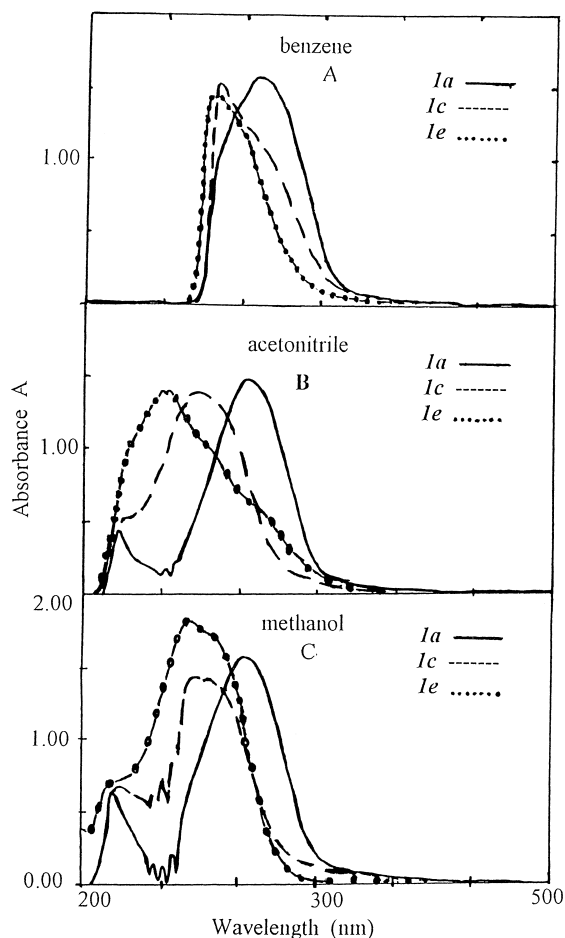 benzene
A
1a
1c
1e
1.00
acetonitrile
B
1a
1c
1e
1.00
Absorbance A
2.00
methanol
C
1a
1c
1e
1.00
0.00
200
300
500
Wavelength (nm)